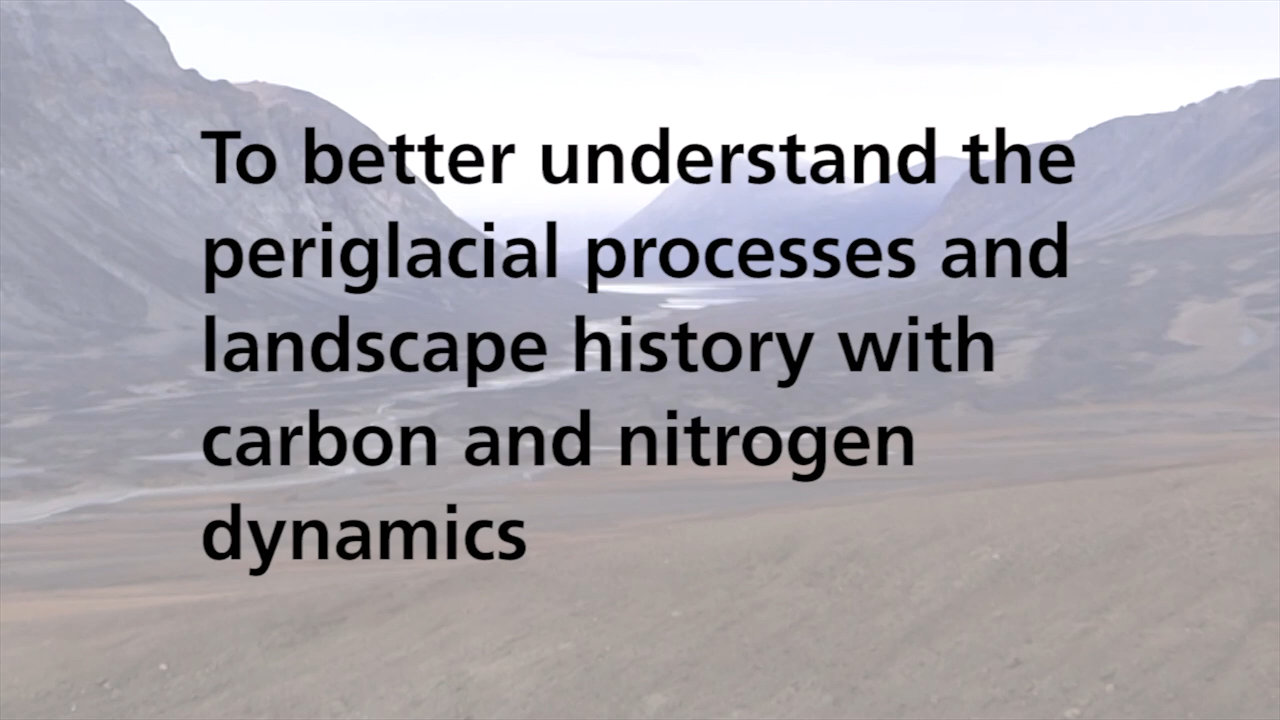 To better understand the
periglacial processes and
landscape history with
carbon and nitrogen
dynamics